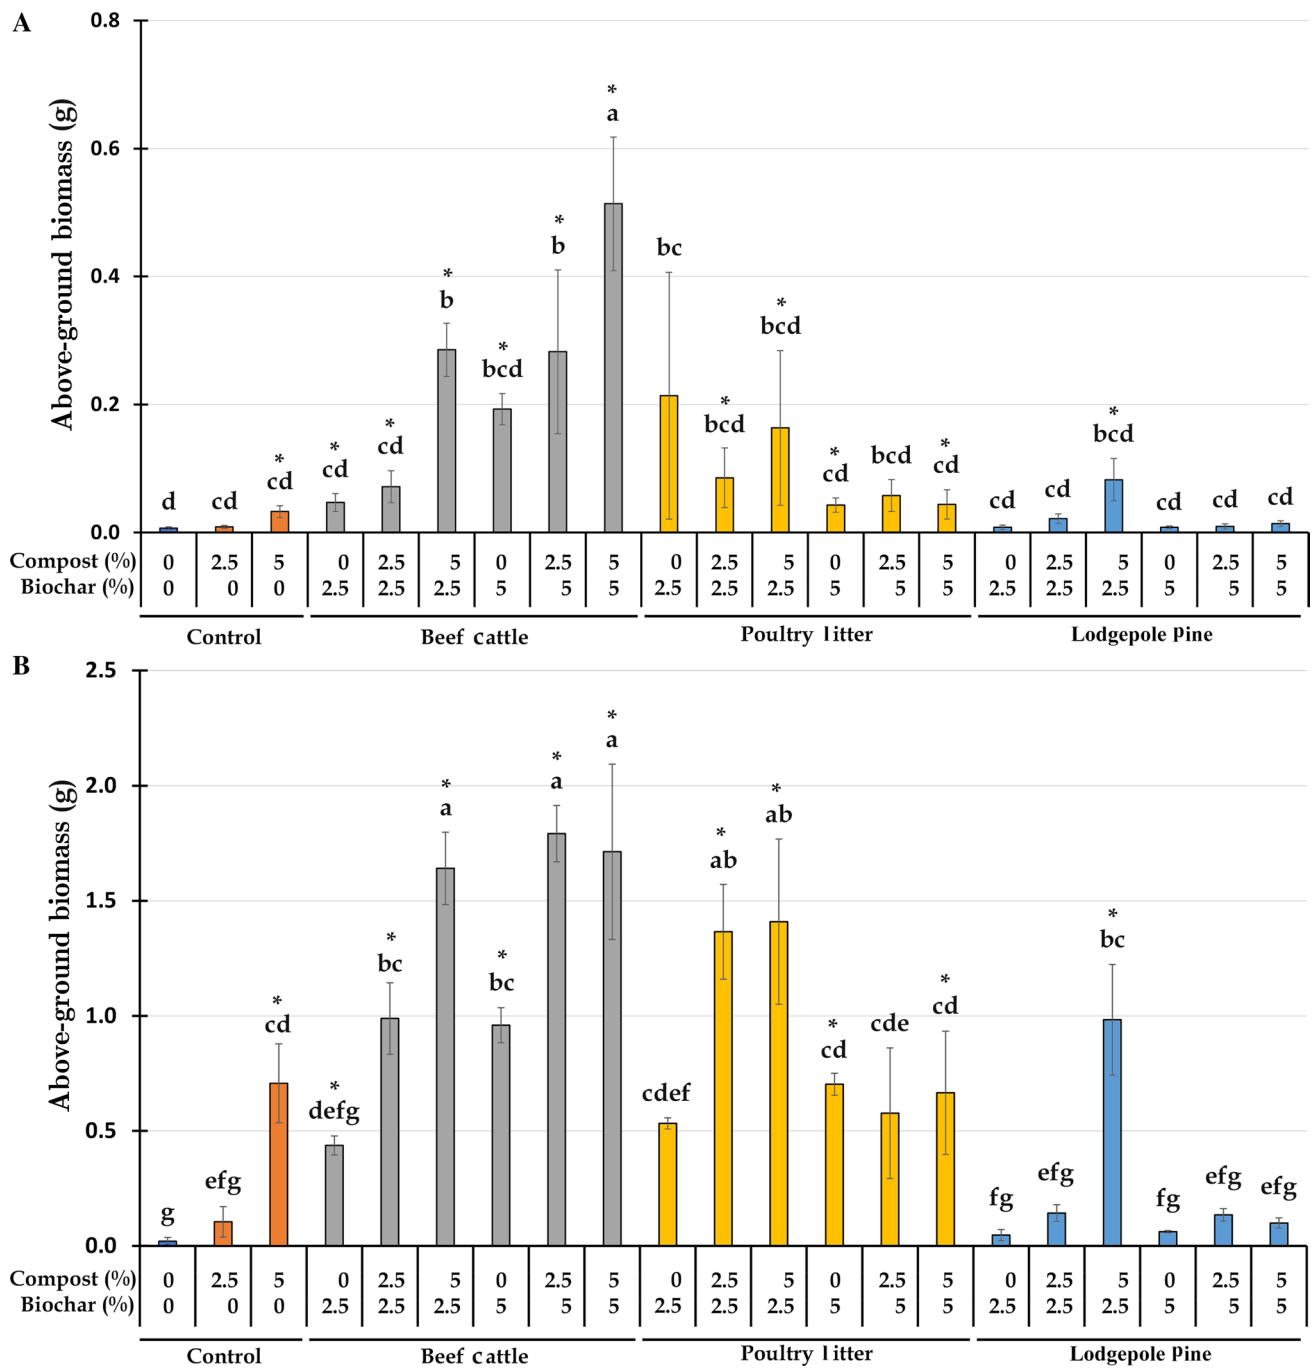 A
Above-ground biomass (g)
0.8
0.6
0.4
0.2
0.0
d
cd
*
cd
*
cd
*
cd
*
b
*
bcd
*
b
*
a
bc
*
bcd
*
bcd
*
cd
bcd
*
cd
cd
cd
*
bcd
cd
cd
cd
Compost (%) 0 2.5 5 0 2.5 5 0 2.5 5 0 2.5 5 0 2.5 5 0 2.5 5 0 2.5 5
Biochar (%) 0 0 0 2.5 2.5 2.5 5 5 5 2.5 2.5 2.5 5 5 5 2.5 2.5 2.5 5 5 5
Control Beef cattle Poultry litter Lodgepole pine
B
Above-ground biomass (g)
2.5
2.0
1.5
1.0
0.5
0.0
g
efg
*
cd
*
defg
*
bc
*
a
*
bc
*
a
*
a
cdef
*
ab
*
ab
*
cd
cde
*
cd
fg
efg
*
bc
fg
efg
efg
Compost (%) 0 2.5 5 0 2.5 5 0 2.5 5 0 2.5 5 0 2.5 5 0 2.5 5 0 2.5 5
Biochar (%) 0 0 0 2.5 2.5 2.5 5 5 5 2.5 2.5 2.5 5 5 5 2.5 2.5 2.5 5 5 5
Control Beef cattle Poultry litter Lodgepole pine